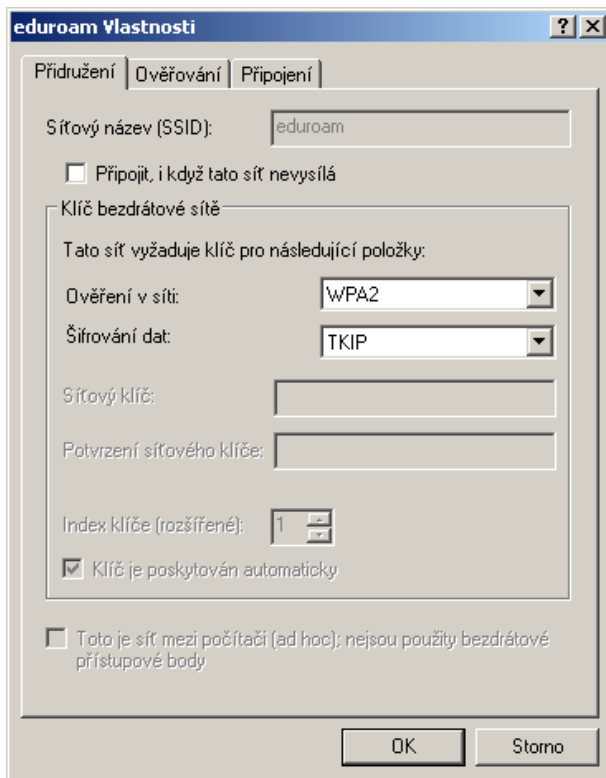 eduroam Vlastnosti
Přidružení Ověřování Připojení
Síťový název (SSID): eduroam
Připojit, i když tato síť nevysílá
Klíč bezdrátové sítě
Tato síť vyžaduje klíč pro následující položky:
Ověření v síti: WPA2
Šifrování dat: TKIP
Síťový klíč:
Potvrzení síťového klíče:
Index klíče (rozšířené): 1
Klíč je poskytován automaticky
Toto je síť mezi počítači (ad hoc); nejsou použity bezdrátové
přístupové body
OK Storno